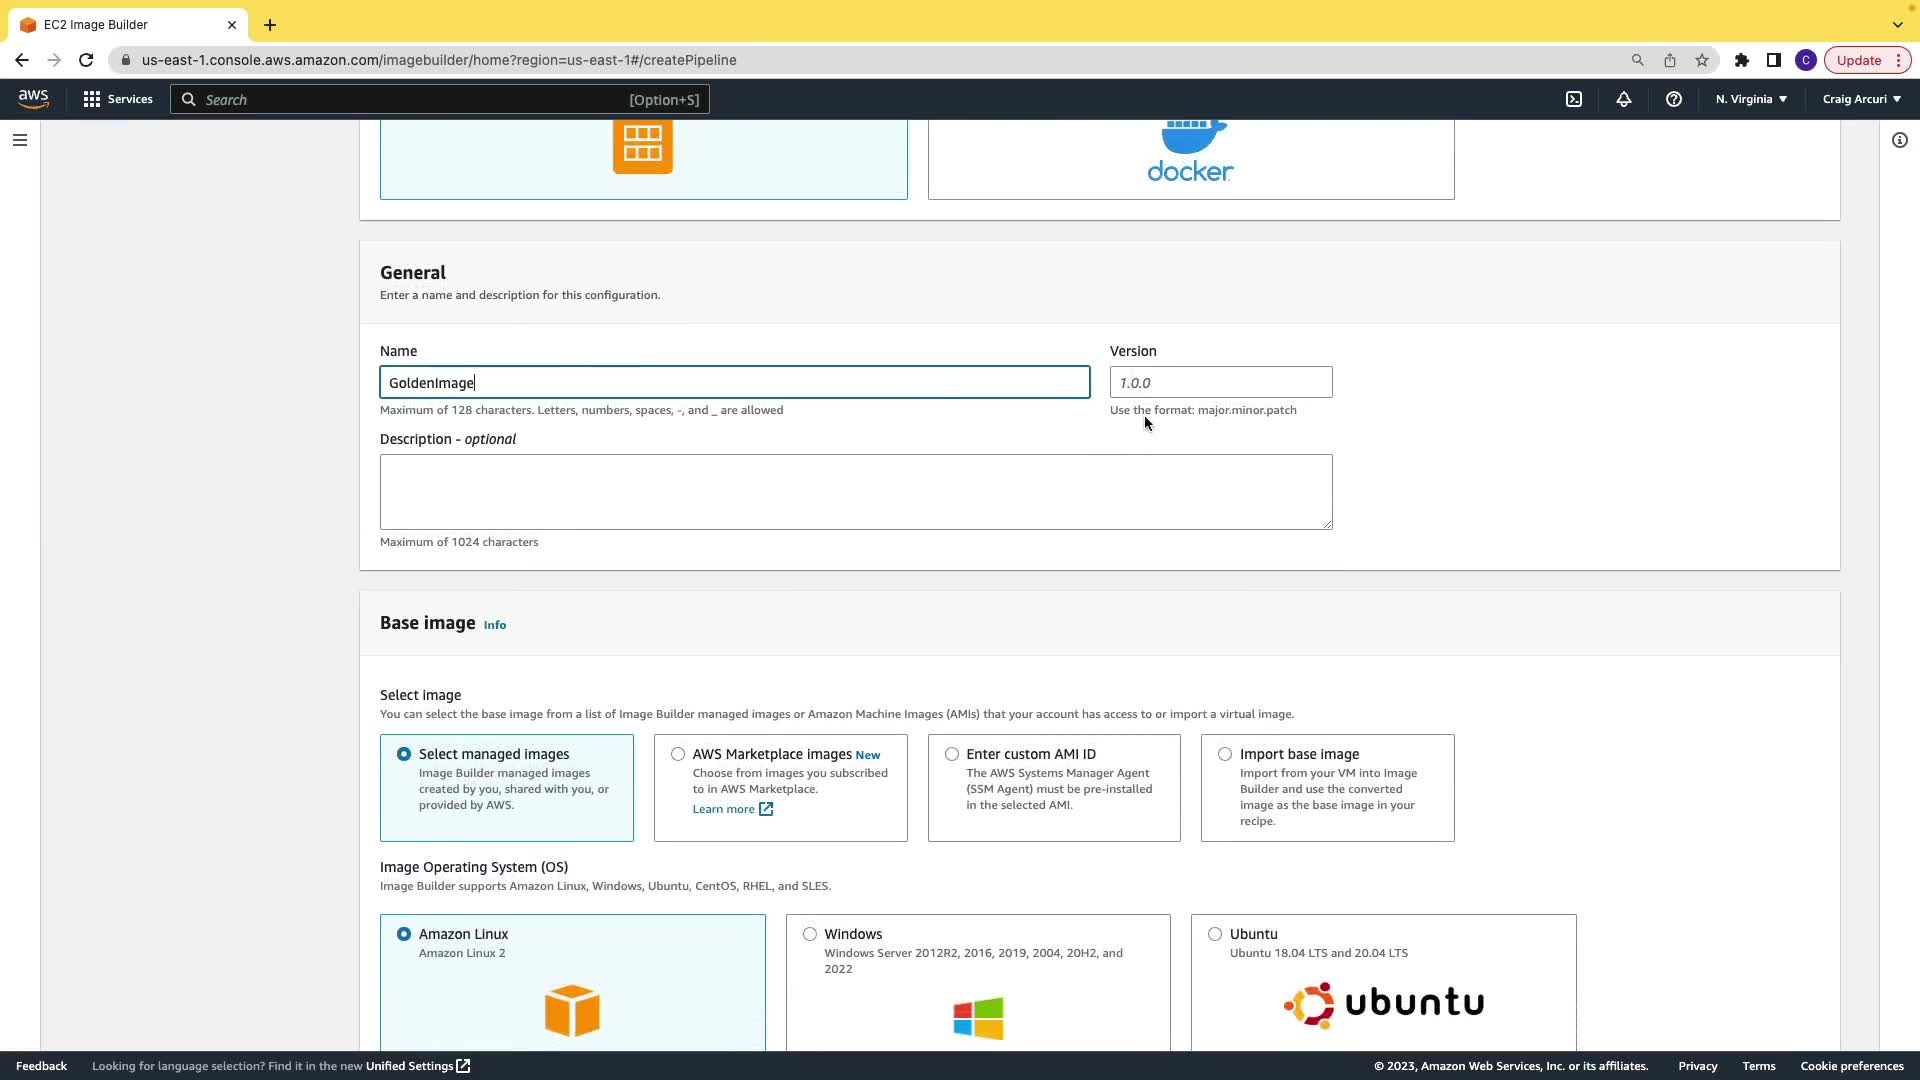 EC2 Image Builder
us-east-1.console.aws.amazon.com/imagebuilder/home?region=us-east-1#/createPipeline
C
Update
aws
Services
Search
[Option+S]
N. Virginia
Craig Arcuri
docker
General
Enter a name and description for this configuration.
Name
Version
GoldenImage
1.0.0
Maximum of 128 characters. Letters, numbers, spaces, -, and _ are allowed
Use the format: major.minor.patch
Description - optional
Maximum of 1024 characters
Base image Info
Select image
You can select the base image from a list of Image Builder managed images or Amazon Machine Images (AMIs) that your account has access to or import a virtual image.
Select managed images
Image Builder managed images
created by you, shared with you, or
provided by AWS.
AWS Marketplace images New
Choose from images you subscribed
to in AWS Marketplace.
Learn more
Enter custom AMI ID
The AWS Systems Manager Agent
(SSM Agent) must be pre-installed
in the selected AMI.
Import base image
Import from your VM into Image
Builder and use the converted
image as the base image in your
recipe.
Image Operating System (OS)
Image Builder supports Amazon Linux, Windows, Ubuntu, CentOS, RHEL, and SLES.
Amazon Linux
Amazon Linux 2
Windows
Windows Server 2012R2, 2016, 2019, 2004, 20H2, and
2022
Ubuntu
Ubuntu 18.04 LTS and 20.04 LTS
ubuntu
Feedback
Looking for language selection? Find it in the new Unified Settings
© 2023, Amazon Web Services, Inc. or its affiliates.
Privacy
Terms
Cookie preferences